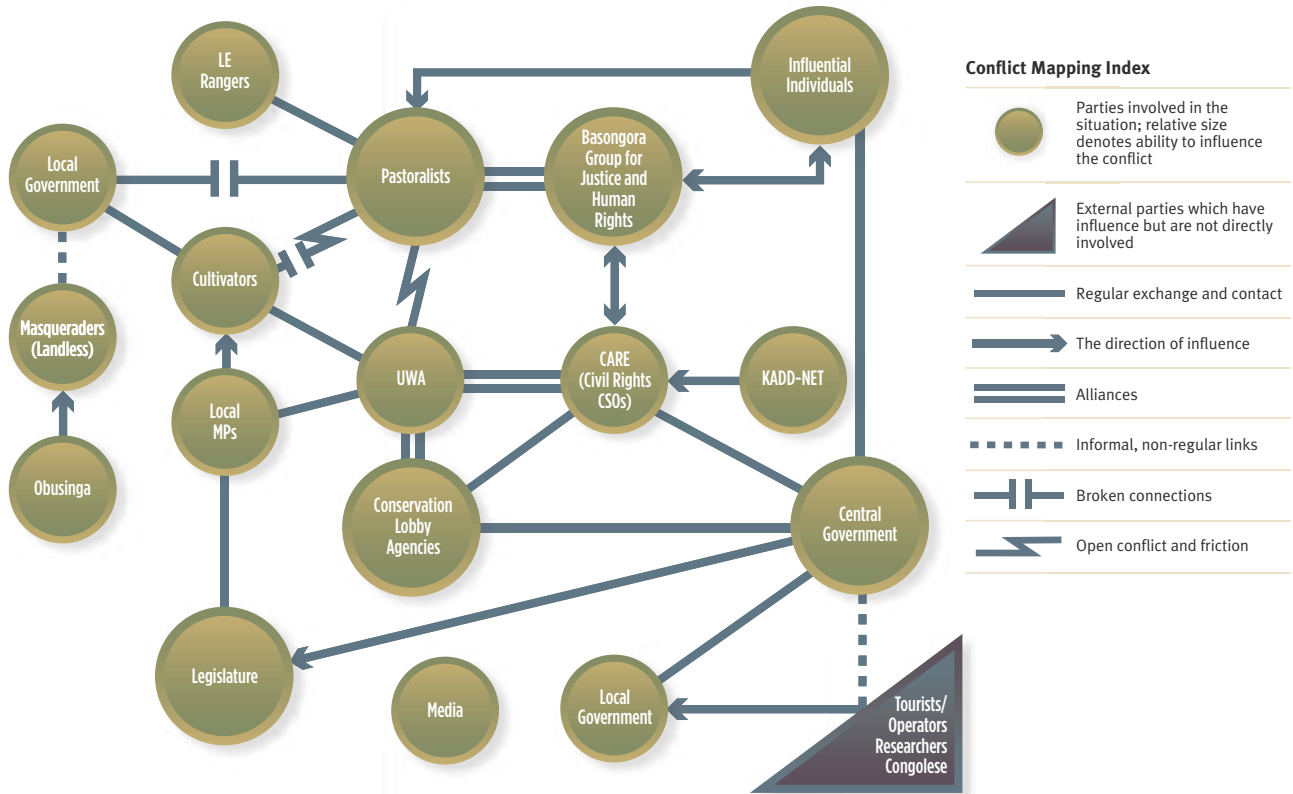 LE
Rangers
Influential
Individuals
Local
Government
Pastoralists
Basongora
Group for
Justice and
Human
Rights
Cultivators
Masqueraders
(Landless)
UWA
CARE
(Civil Rights
CSOs)
KADD-NET
Local
MPs
Obusinga
Conservation
Lobby
Agencies
Central
Government
Legislature
Media
Local
Government
Tourists/
Operators
Researchers
Congolese
Conflict Mapping Index
Parties involved in the
situation; relative size
denotes ability to influence
the conflict
External parties which have
influence but are not directly
involved
Regular exchange and contact
The direction of influence
Alliances
Informal, non-regular links
Broken connections
Open conflict and friction